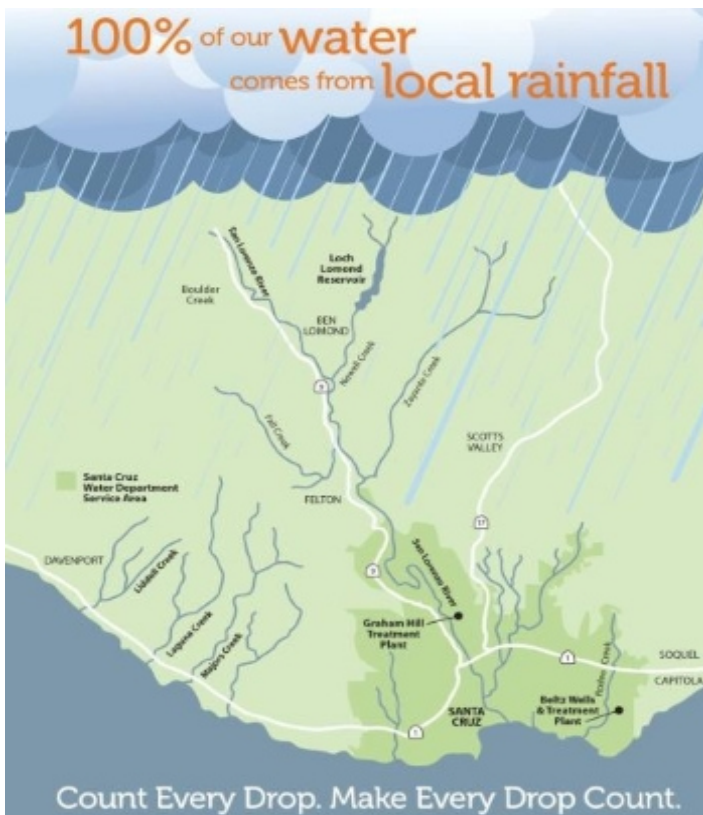 100% of our water
comes from local rainfall
San Lorenzo River
Loch
Lomond
Reservoir
Boulder
Creek
BEN
LOMOND
Newell Creek
9
Zayante Creek
Fall Creek
SCOTTS
VALLEY
Santa Cruz
Water Department
Service Area
FELTON
17
DAVENPORT
Liddell Creek
San Lorenzo River
9
Laguna Creek
Graham Hill
Treatment
Plant
Majors Creek
1
SOQUEL
CAPITOLA
Beltz Wells
& Treatment
Plant
SANTA
CRUZ
1
Count Every Drop. Make Every Drop Count.